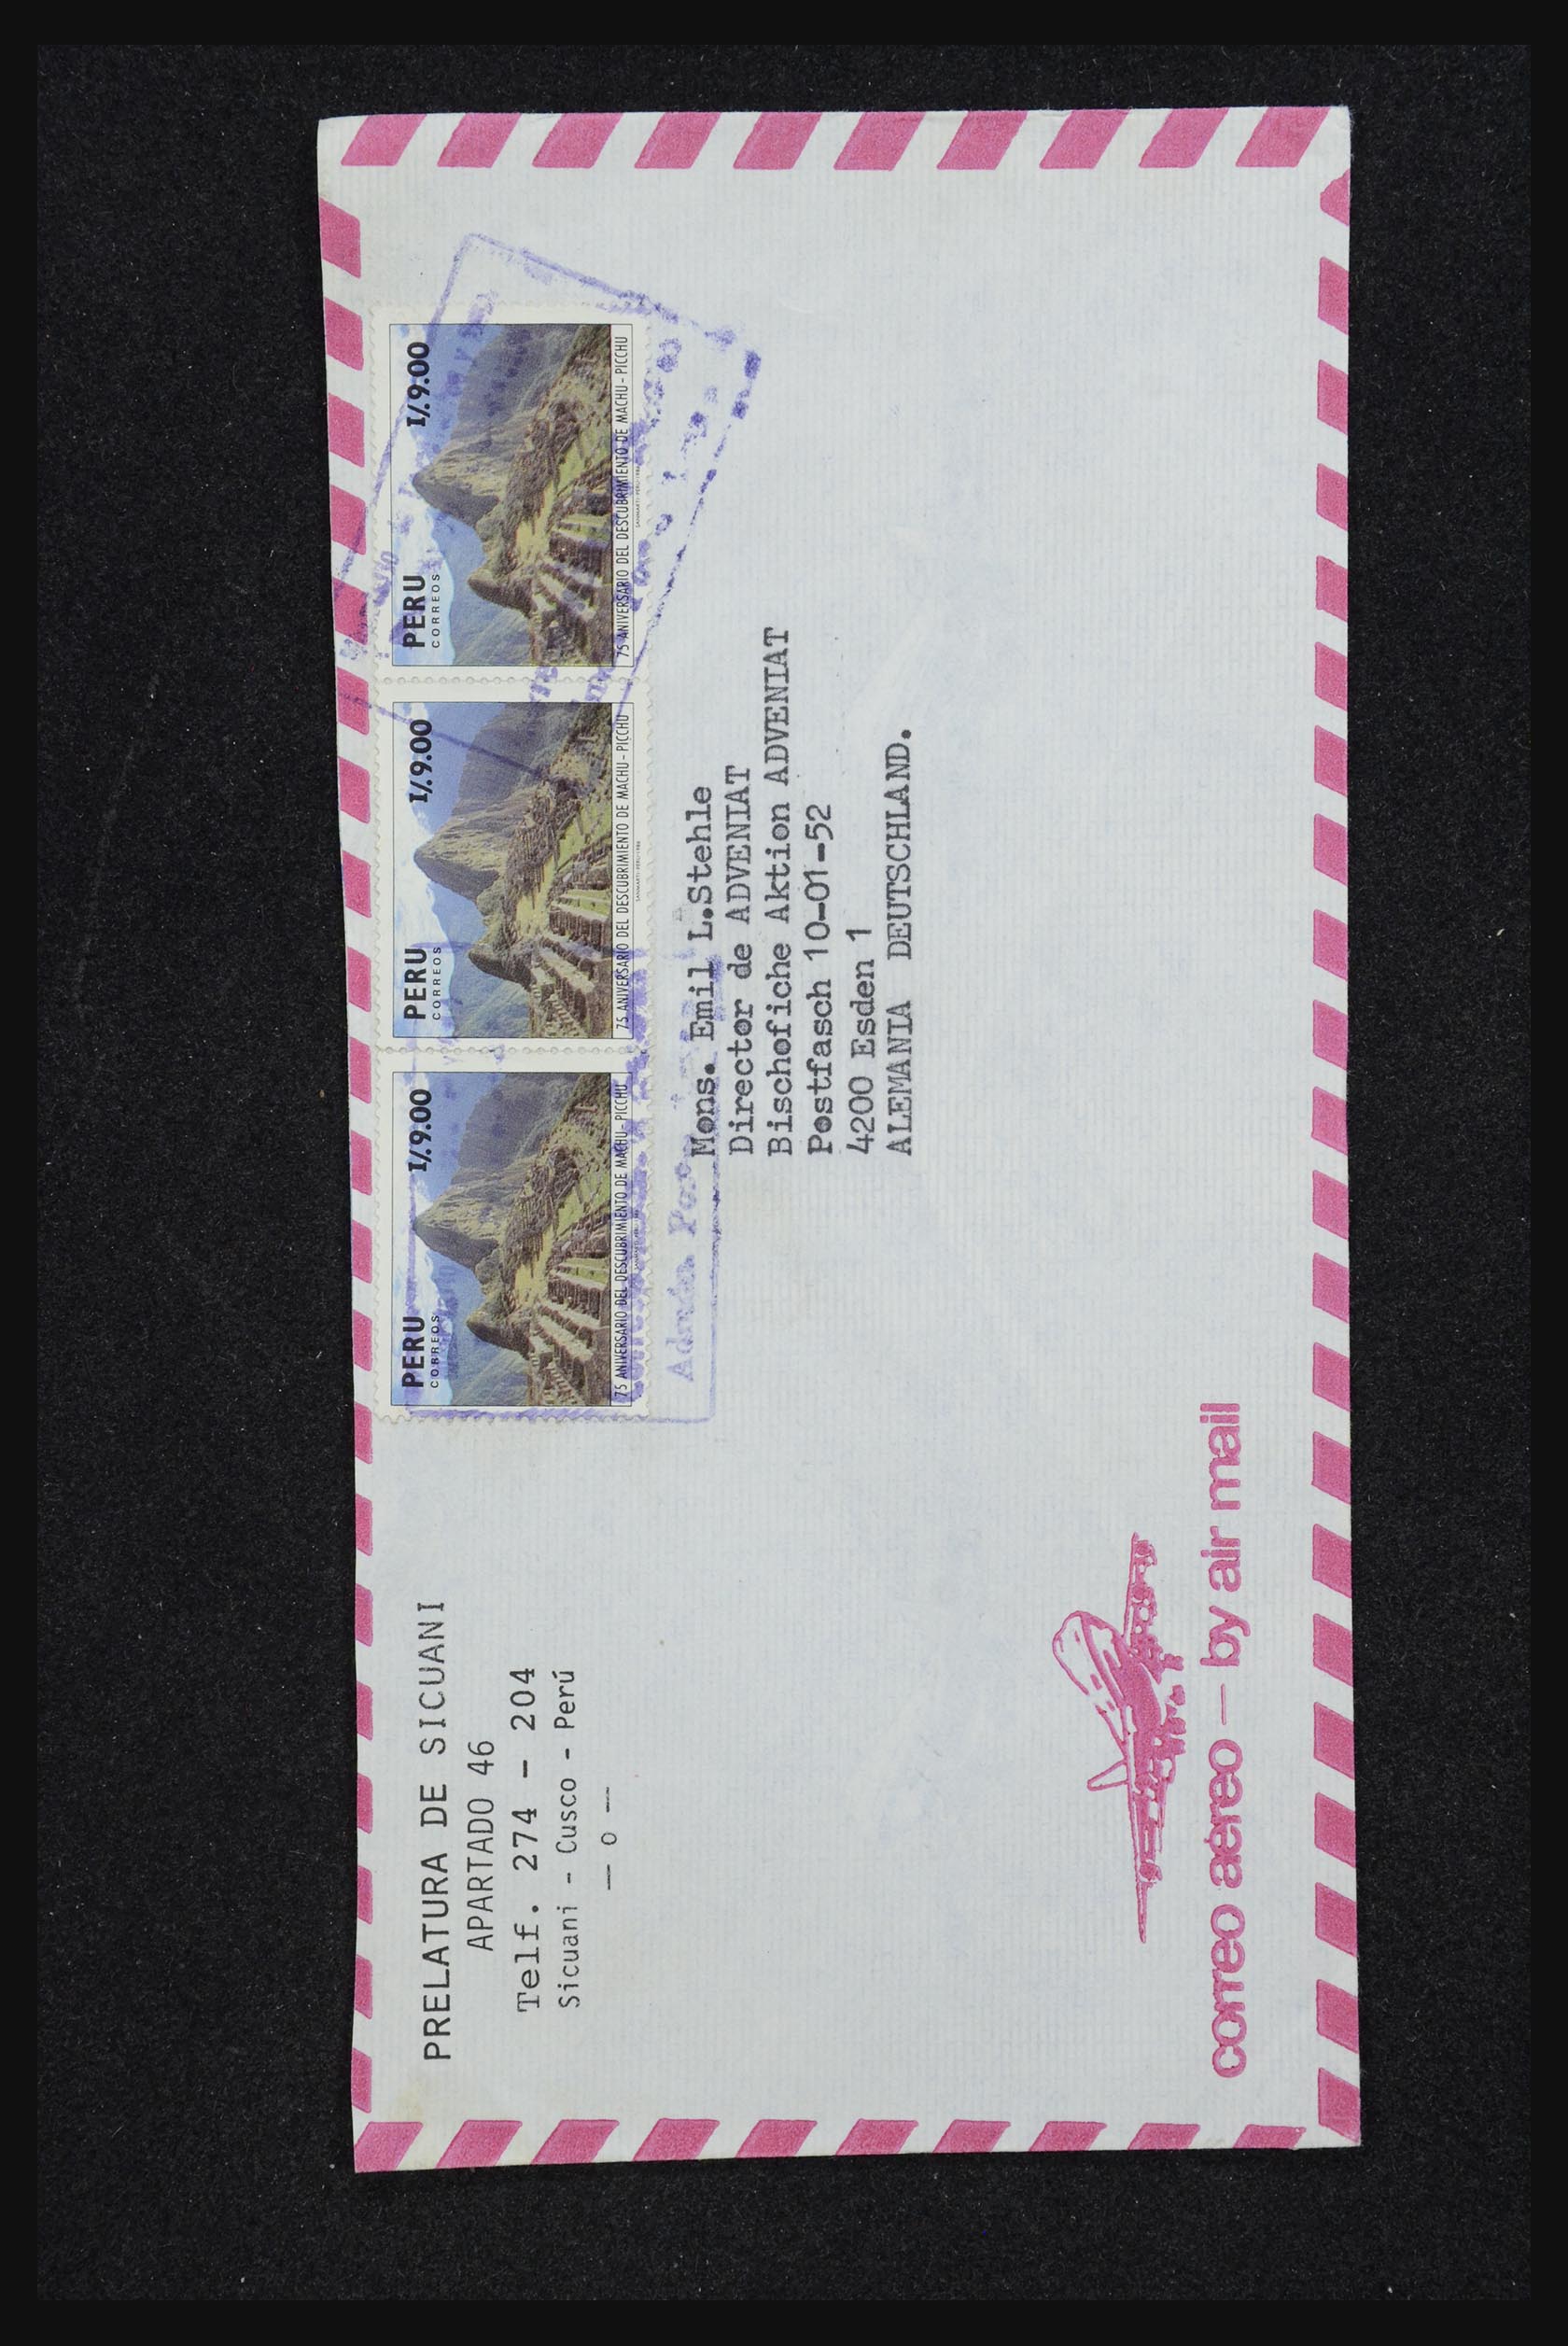 PRELATURA DE SICUANI
APARTADO 46
Telf. 274 - 204
Sicuani - Cusco - Perú
— o —
PERU
CORREOS
I/.9.00
75 ANIVERSARIO DEL DESCUBRIMIENTO DE MACHU-PICCHU
PERU
CORREOS
I/.9.00
75 ANIVERSARIO DEL DESCUBRIMIENTO DE MACHU-PICCHU
PERU
CORREOS
I/.9.00
75 ANIVERSARIO DEL DESCUBRIMIENTO DE MACHU-PICCHU
Mons. Emil L.Stehle
Director de ADVENIAT
Bischofiche Aktion ADVENIAT
Postfasch 10-01-52
4200 Esden 1
ALEMANIA DEUTSCHLAND.
correo aéreo — by air mail